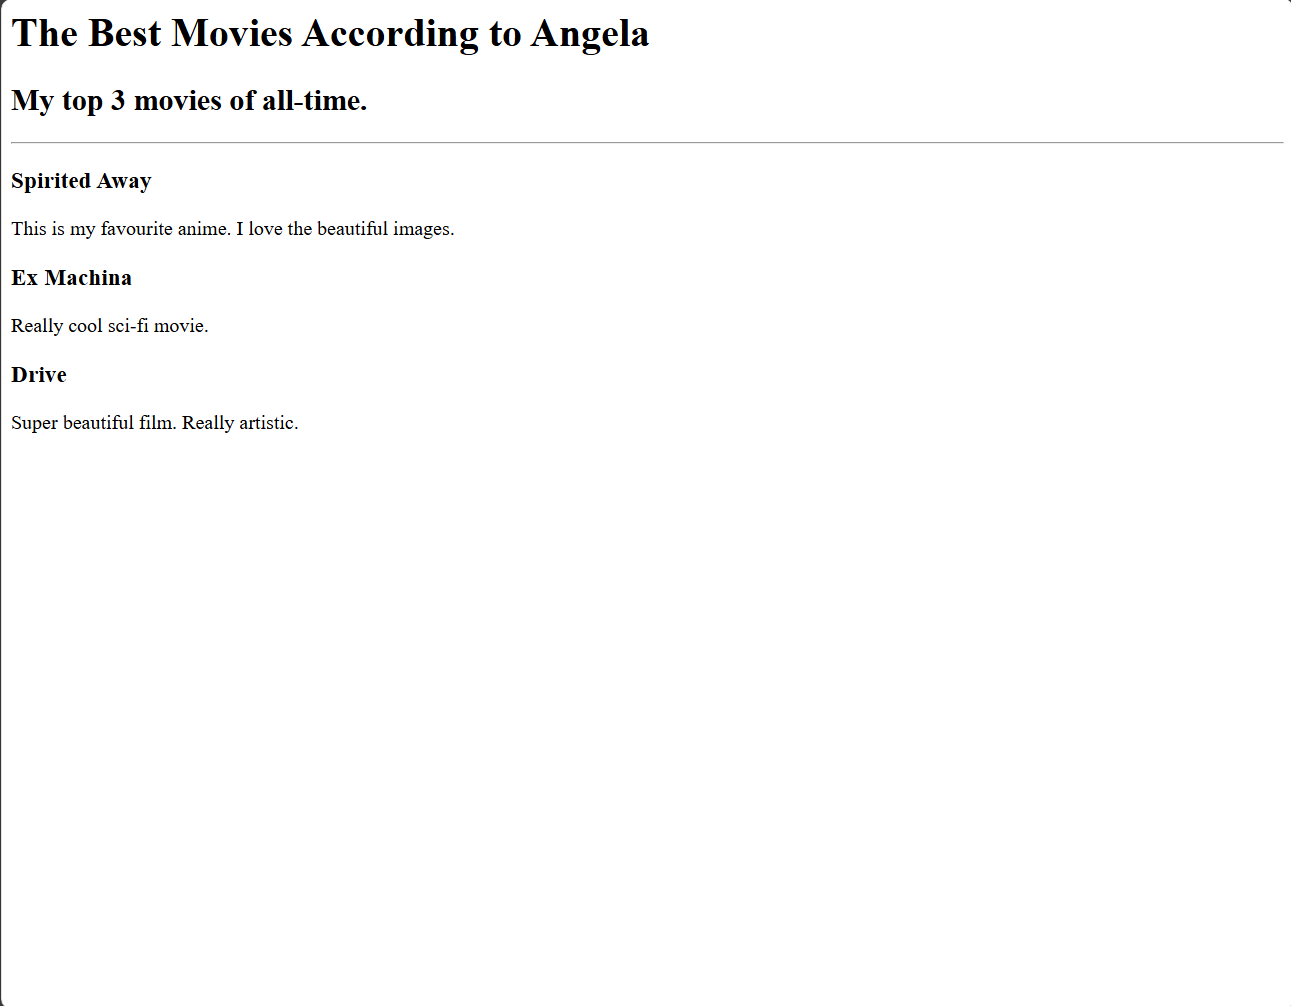 The Best Movies According to Angela
My top 3 movies of all-time.
Spirited Away
This is my favourite anime. I love the beautiful images.
Ex Machina
Really cool sci-fi movie.
Drive
Super beautiful film. Really artistic.